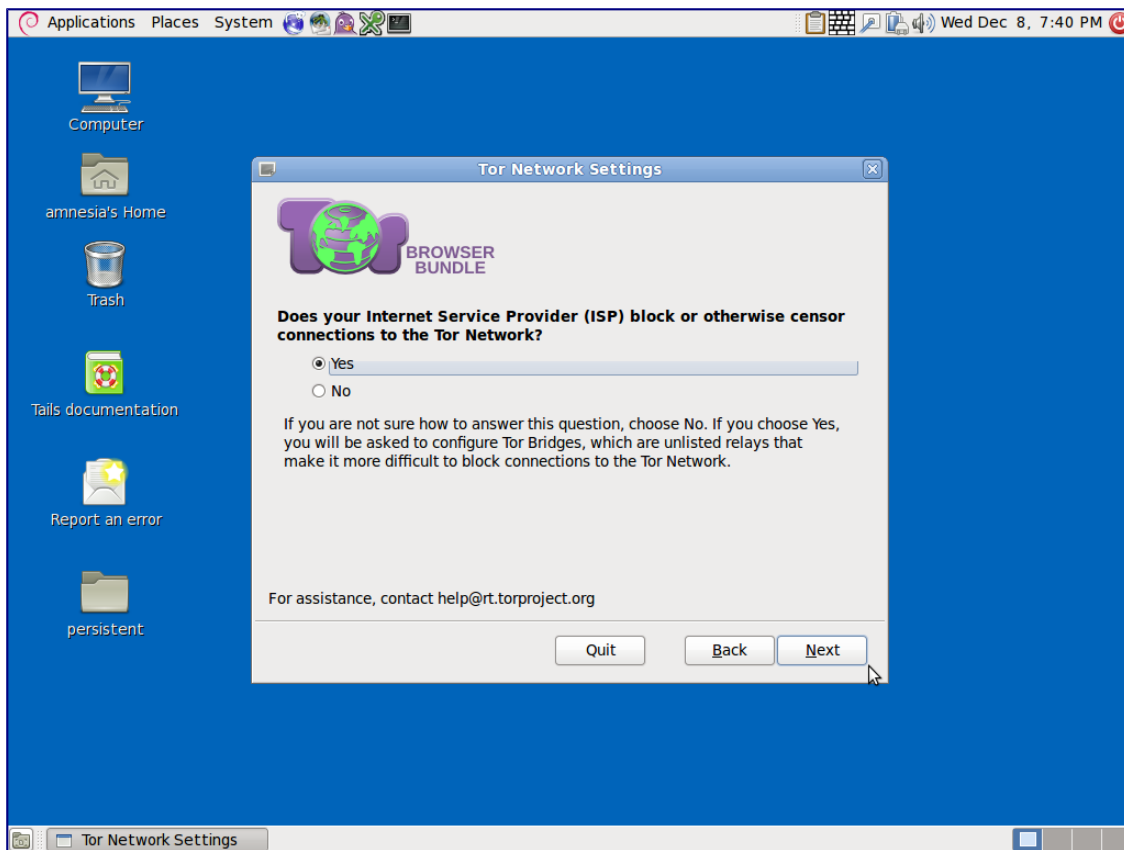 Applications Places System
Wed Dec 8, 7:40 PM
Computer
amnesia's Home
Trash
Tails documentation
Report an error
persistent
Tor Network Settings
Tor BROWSER
BUNDLE
Does your Internet Service Provider (ISP) block or otherwise censor
connections to the Tor Network?
Yes
No
If you are not sure how to answer this question, choose No. If you choose Yes,
you will be asked to configure Tor Bridges, which are unlisted relays that
make it more difficult to block connections to the Tor Network.
For assistance, contact help@rt.torproject.org
Quit Back Next
Tor Network Settings